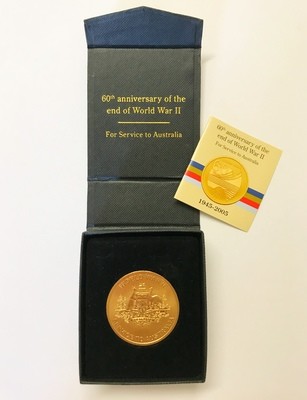 60th anniversary of the
end of World War II
For Service to Australia
60th anniversary of the
end of World War II
For Service to Australia
1945-2005